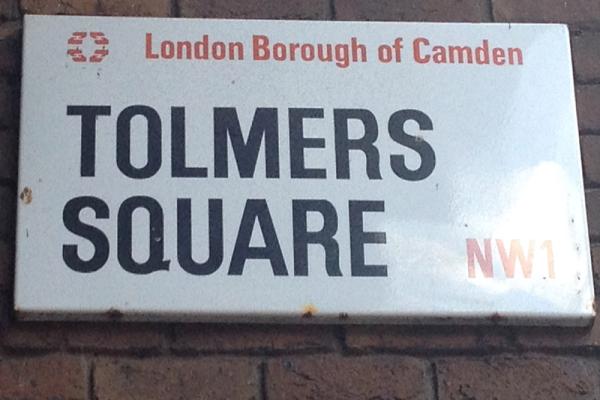 London Borough of Camden
TOLMERS
SQUARE
NW1